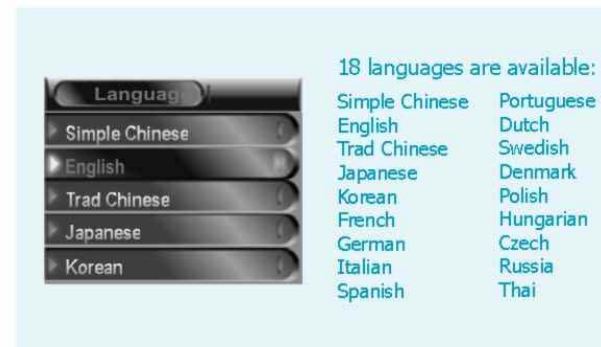 Language
Simple Chinese
English
Trad Chinese
Japanese
Korean
18 languages are available:
Simple Chinese
English
Trad Chinese
Japanese
Korean
French
German
Italian
Spanish
Portuguese
Dutch
Swedish
Denmark
Polish
Hungarian
Czech
Russia
Thai